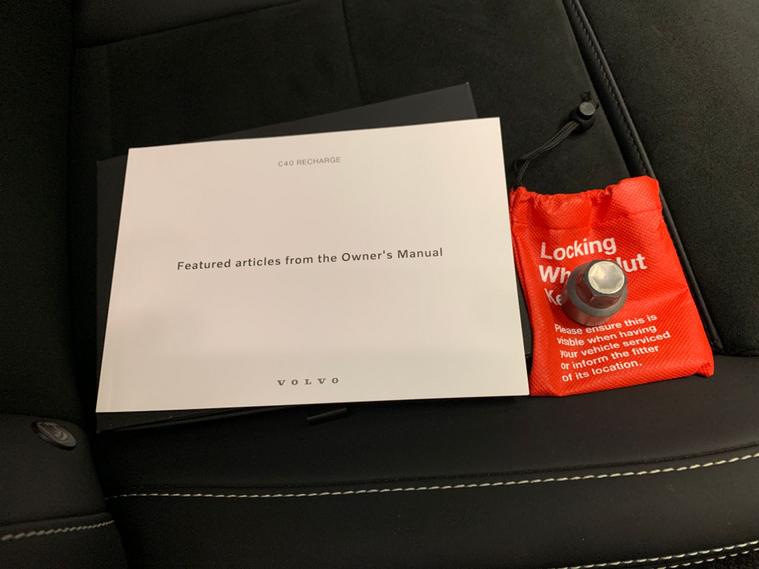 C40 RECHARGE
Featured articles from the Owner's Manual
VOLVO
Locking
Please ensure this is
visible when having
your vehicle serviced
or inform the fitter
of its location.